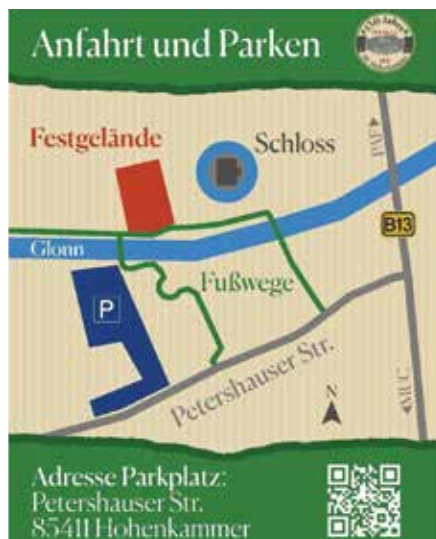 Anfahrt und Parken
Festgelände
Schloss
PAF
B13
Glonn
Fußwege
P
Petershauser Str.
N
MUC
Adresse Parkplatz:
Petershauser Str.
85411 Hohenkammer